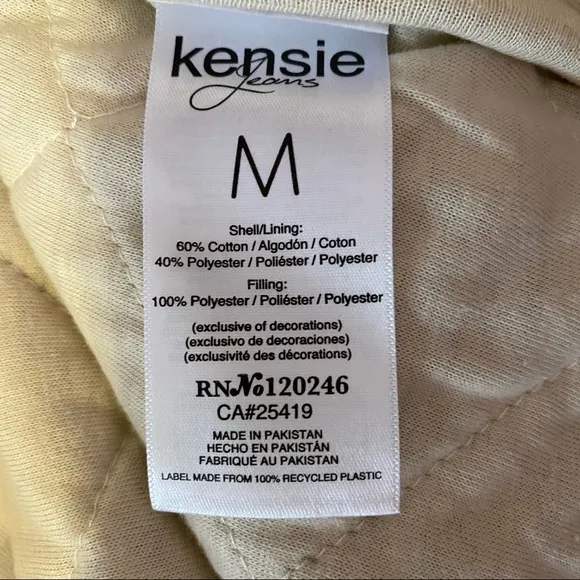 kensie
Jeans
M
Shell/Lining:
60% Cotton / Algodón / Coton
40% Polyester / Poliéster / Polyester
Filling:
100% Polyester / Poliéster / Polyester
(exclusive of decorations)
(exclusivo de decoraciones)
(exclusivité des décorations)
RN No 120246
CA#25419
MADE IN PAKISTAN
HECHO EN PAKISTÁN
FABRIQUÉ AU PAKISTAN
LABEL MADE FROM 100% RECYCLED PLASTIC